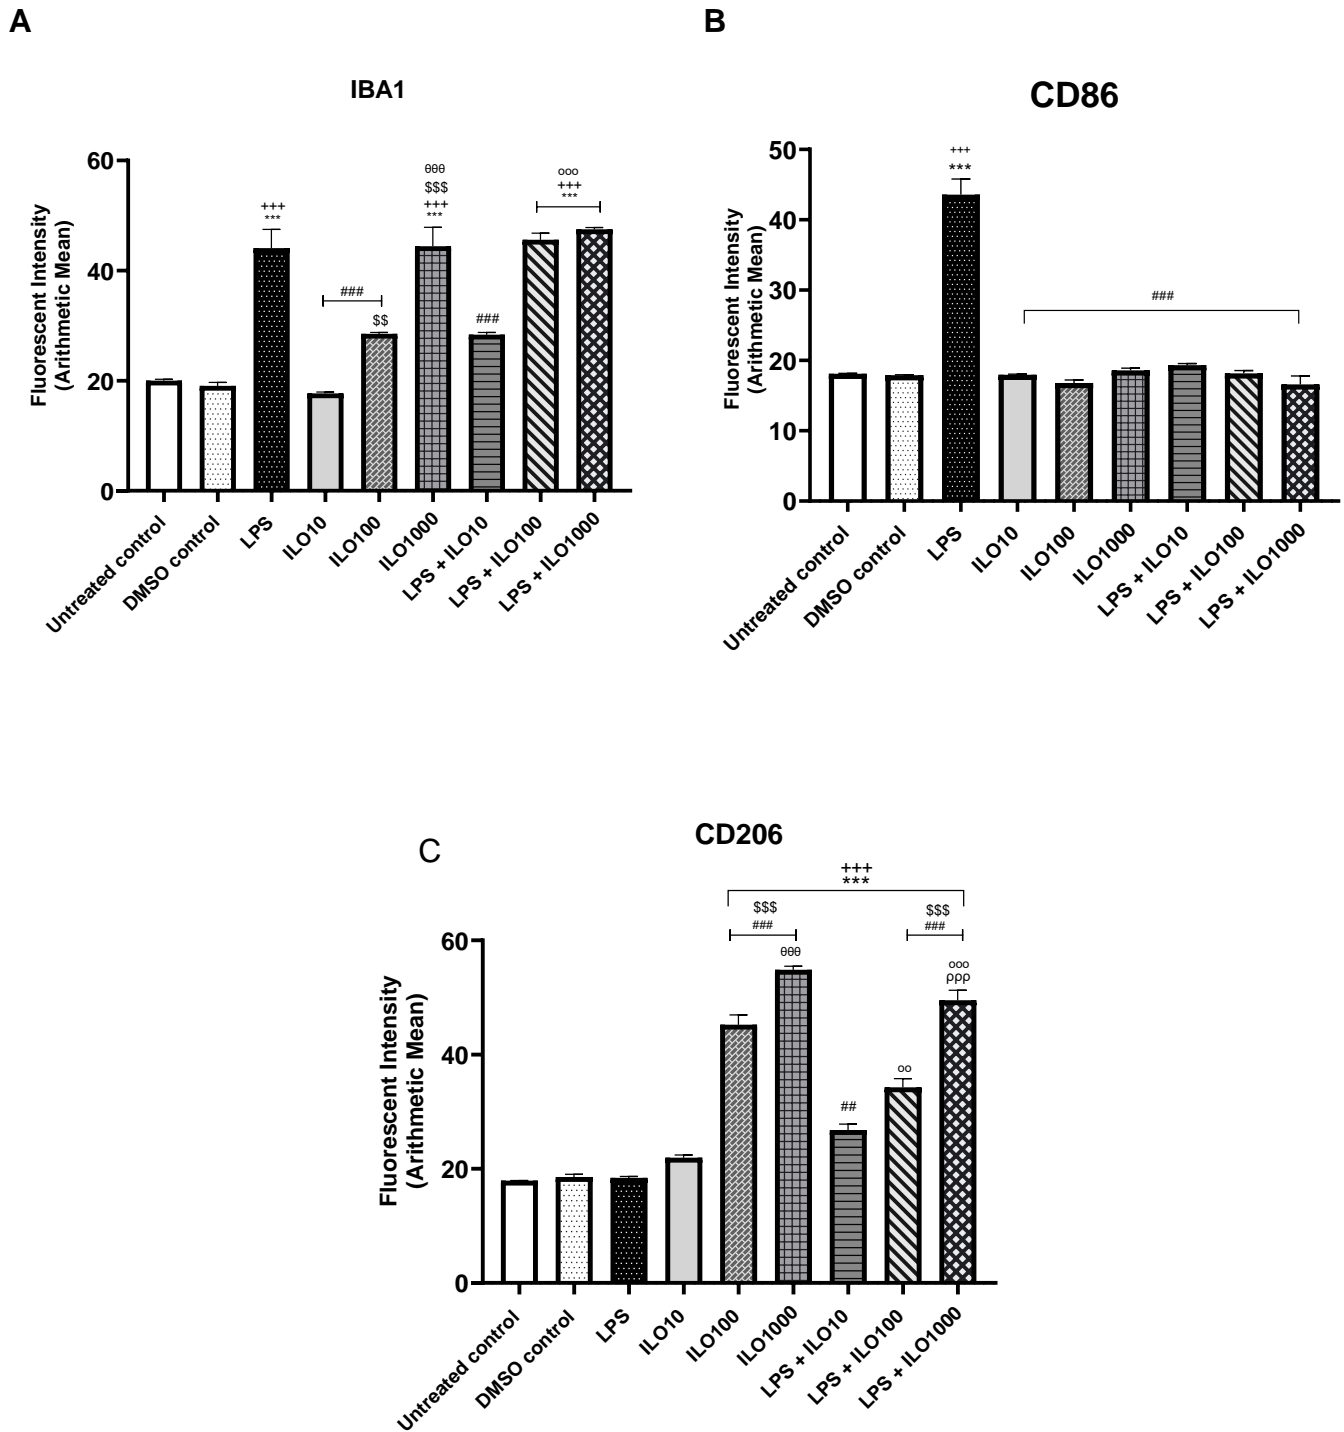 A
IBA1
Fluorescent Intensity
(Arithmetic Mean)
60
40
20
0
+++
***
###
$$
θθθ
$$$
+++
***
###
ooo
+++
***
Untreated control
DMSO control
LPS
ILO10
ILO100
ILO1000
LPS + ILO10
LPS + ILO100
LPS + ILO1000
B
CD86
Fluorescent Intensity
(Arithmetic Mean)
50
40
30
20
10
0
+++
***
###
Untreated control
DMSO control
LPS
ILO10
ILO100
ILO1000
LPS + ILO10
LPS + ILO100
LPS + ILO1000
C
CD206
Fluorescent Intensity
(Arithmetic Mean)
60
40
20
0
+++
***
$$$
###
θθθ
##
oo
$$$
###
ooo
ρρρ
Untreated control
DMSO control
LPS
ILO10
ILO100
ILO1000
LPS + ILO10
LPS + ILO100
LPS + ILO1000